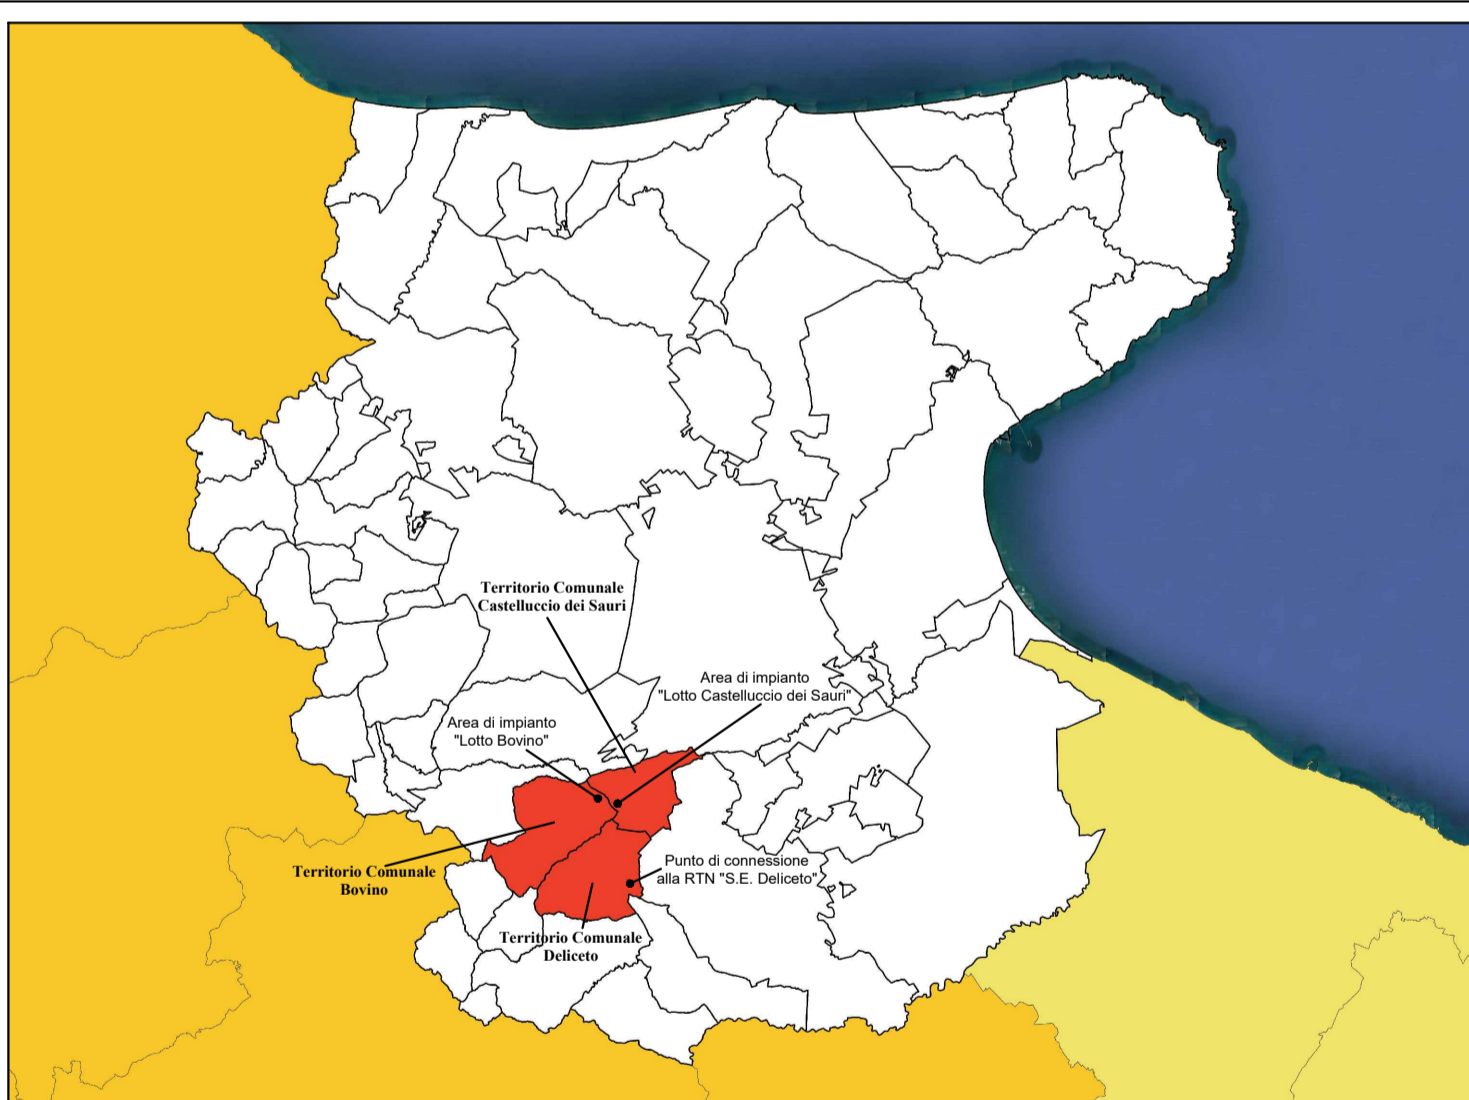 Territorio Comunale
Castelluccio dei Sauri
Area di impianto
"Lotto Castelluccio dei Sauri"
Area di impianto
"Lotto Bovino"
Territorio Comunale
Bovino
Punto di connessione
alla RTN "S.E. Deliceto"
Territorio Comunale
Deliceto